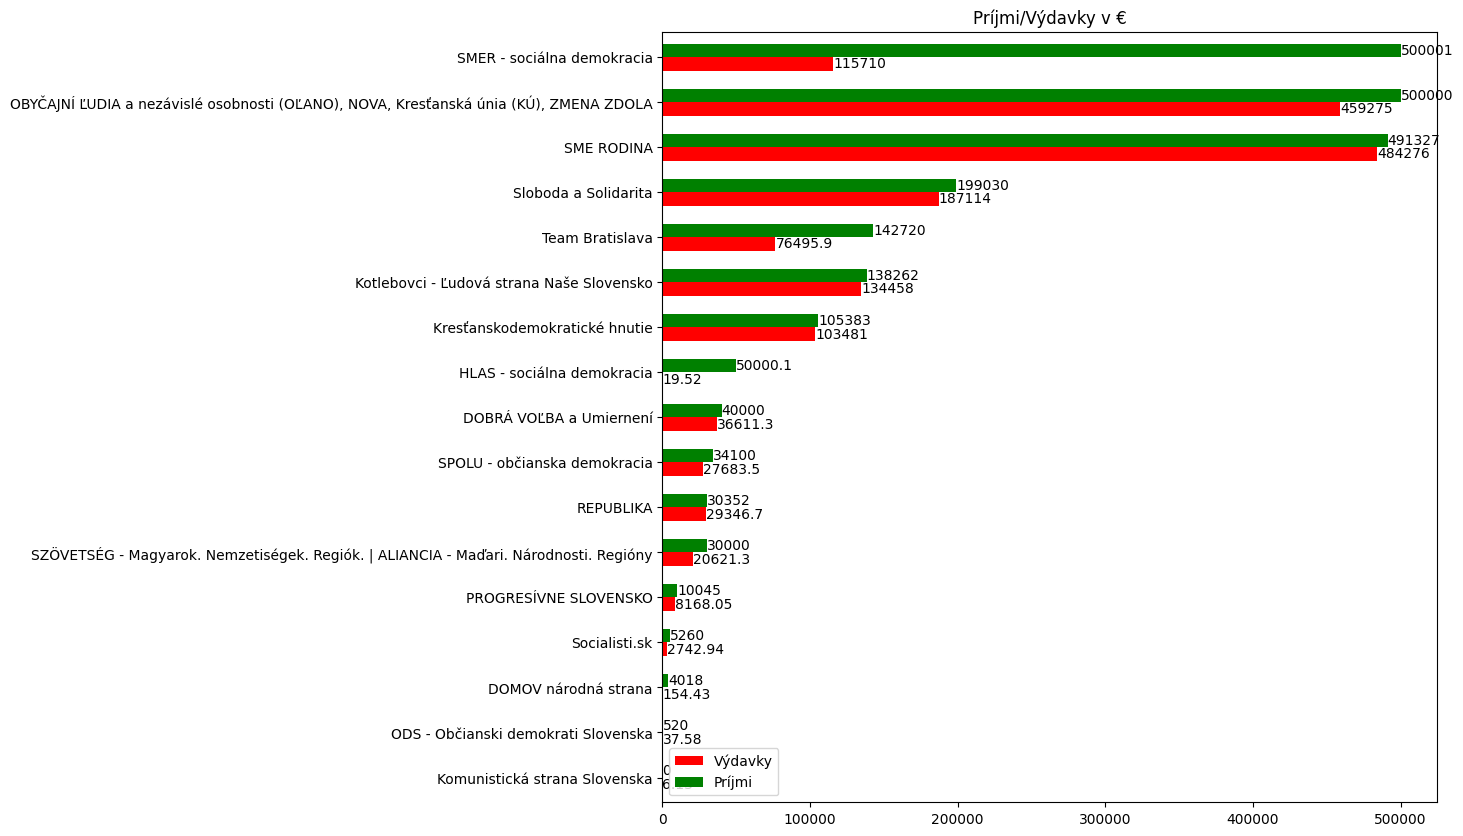 Príjmi/Výdavky v €
SMER - sociálna demokracia
500001
115710
OBYČAJNÍ ĽUDIA a nezávislé osobnosti (OĽANO), NOVA, Kresťanská únia (KÚ), ZMENA ZDOLA
500000
459275
SME RODINA
491327
484276
Sloboda a Solidarita
199030
187114
Team Bratislava
142720
76495.9
Kotlebovci - Ľudová strana Naše Slovensko
138262
134458
Kresťanskodemokratické hnutie
105383
103481
HLAS - sociálna demokracia
50000.1
19.52
DOBRÁ VOĽBA a Umiernení
40000
36611.3
SPOLU - občianska demokracia
34100
27683.5
REPUBLIKA
30352
29346.7
SZÖVETSÉG - Magyarok. Nemzetiségek. Regiók. | ALIANCIA - Maďari. Národnosti. Regióny
30000
20621.3
PROGRESÍVNE SLOVENSKO
10045
8168.05
Socialisti.sk
5260
2742.94
DOMOV národná strana
4018
154.43
ODS - Občianski demokrati Slovenska
520
37.58
Komunistická strana Slovenska
0
Výdavky
Príjmi
0 100000 200000 300000 400000 500000